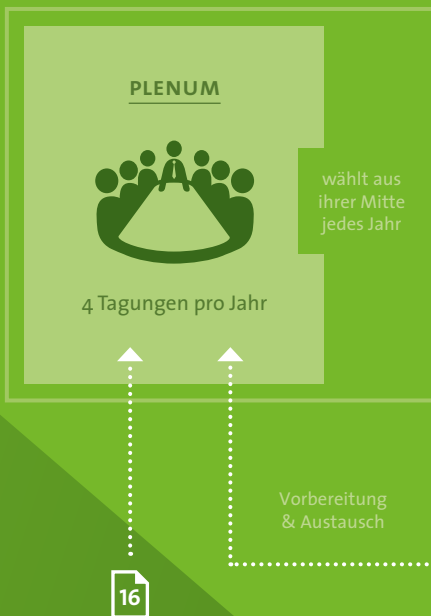 PLENUM
wählt aus
ihrer Mitte
jedes Jahr
4 Tagungen pro Jahr
Vorbereitung
& Austausch
16